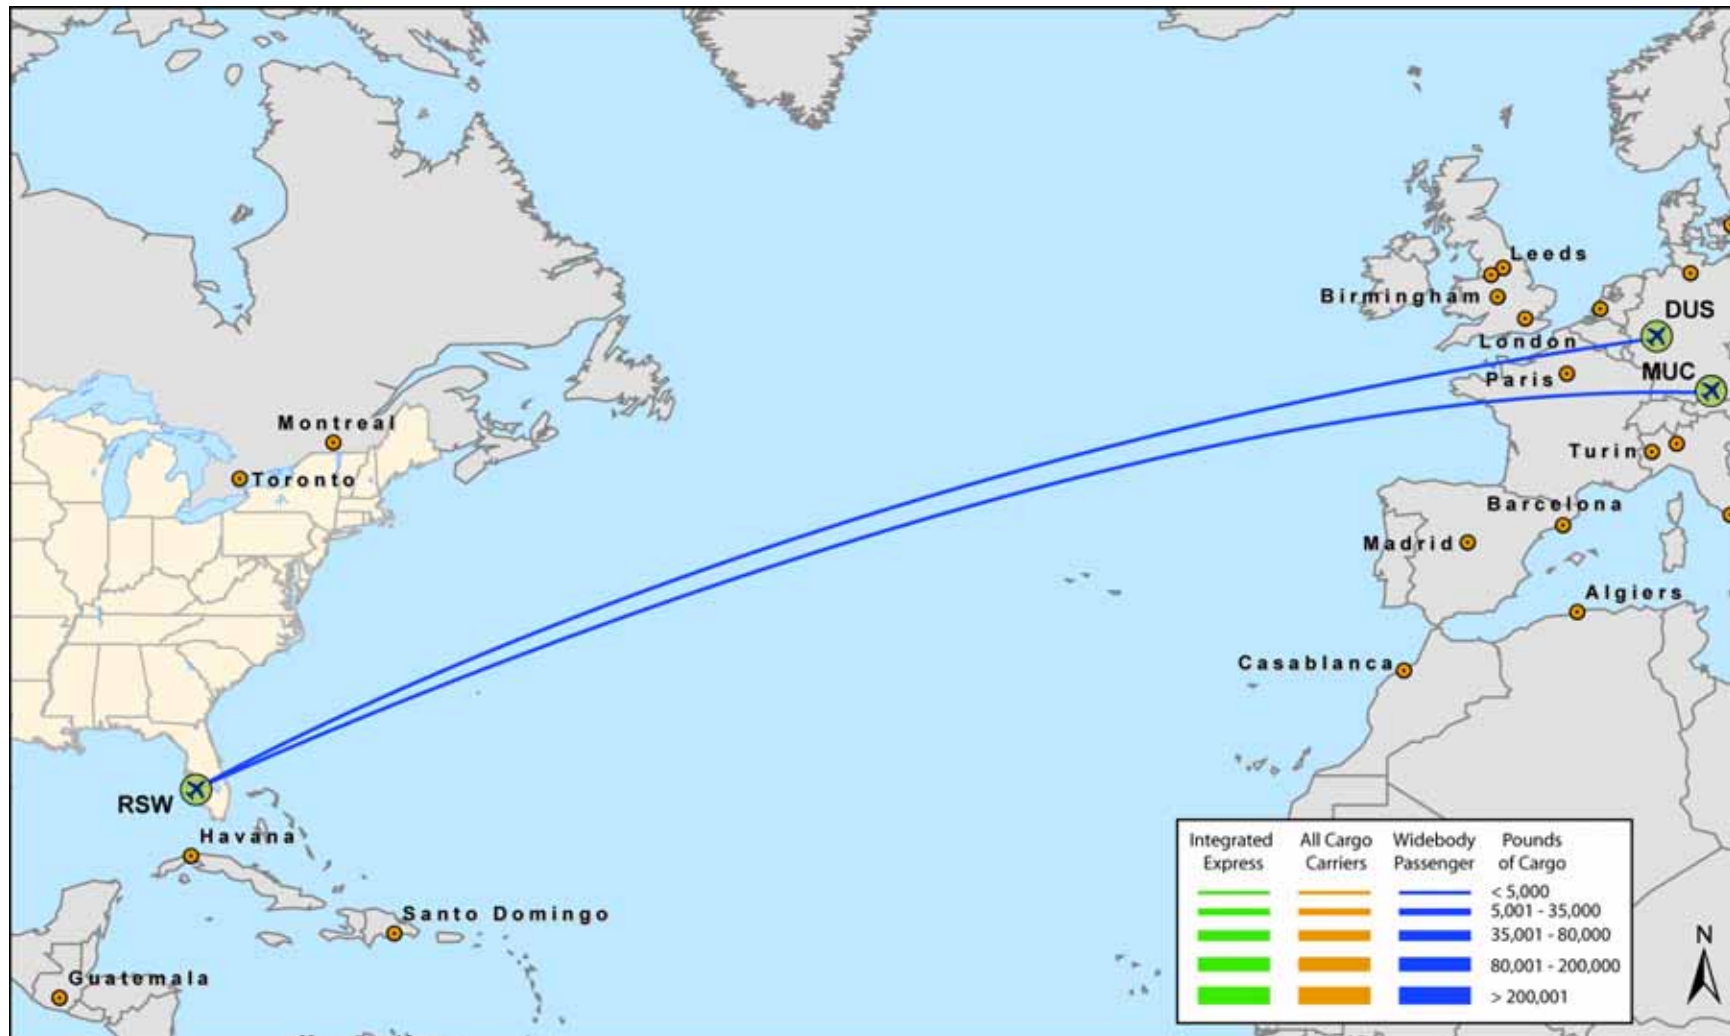 Leeds
Birmingham
DUS
London
MUC
Paris
Montreal
Turin
Toronto
Barcelona
Madrid
Algiers
Casablanca
RSW
Havana
Santo Domingo
Guatemala
Integrated Express
All Cargo Carriers
Widebody Passenger
Pounds of Cargo
< 5,000
5,001 - 35,000
35,001 - 80,000
80,001 - 200,000
> 200,001
N